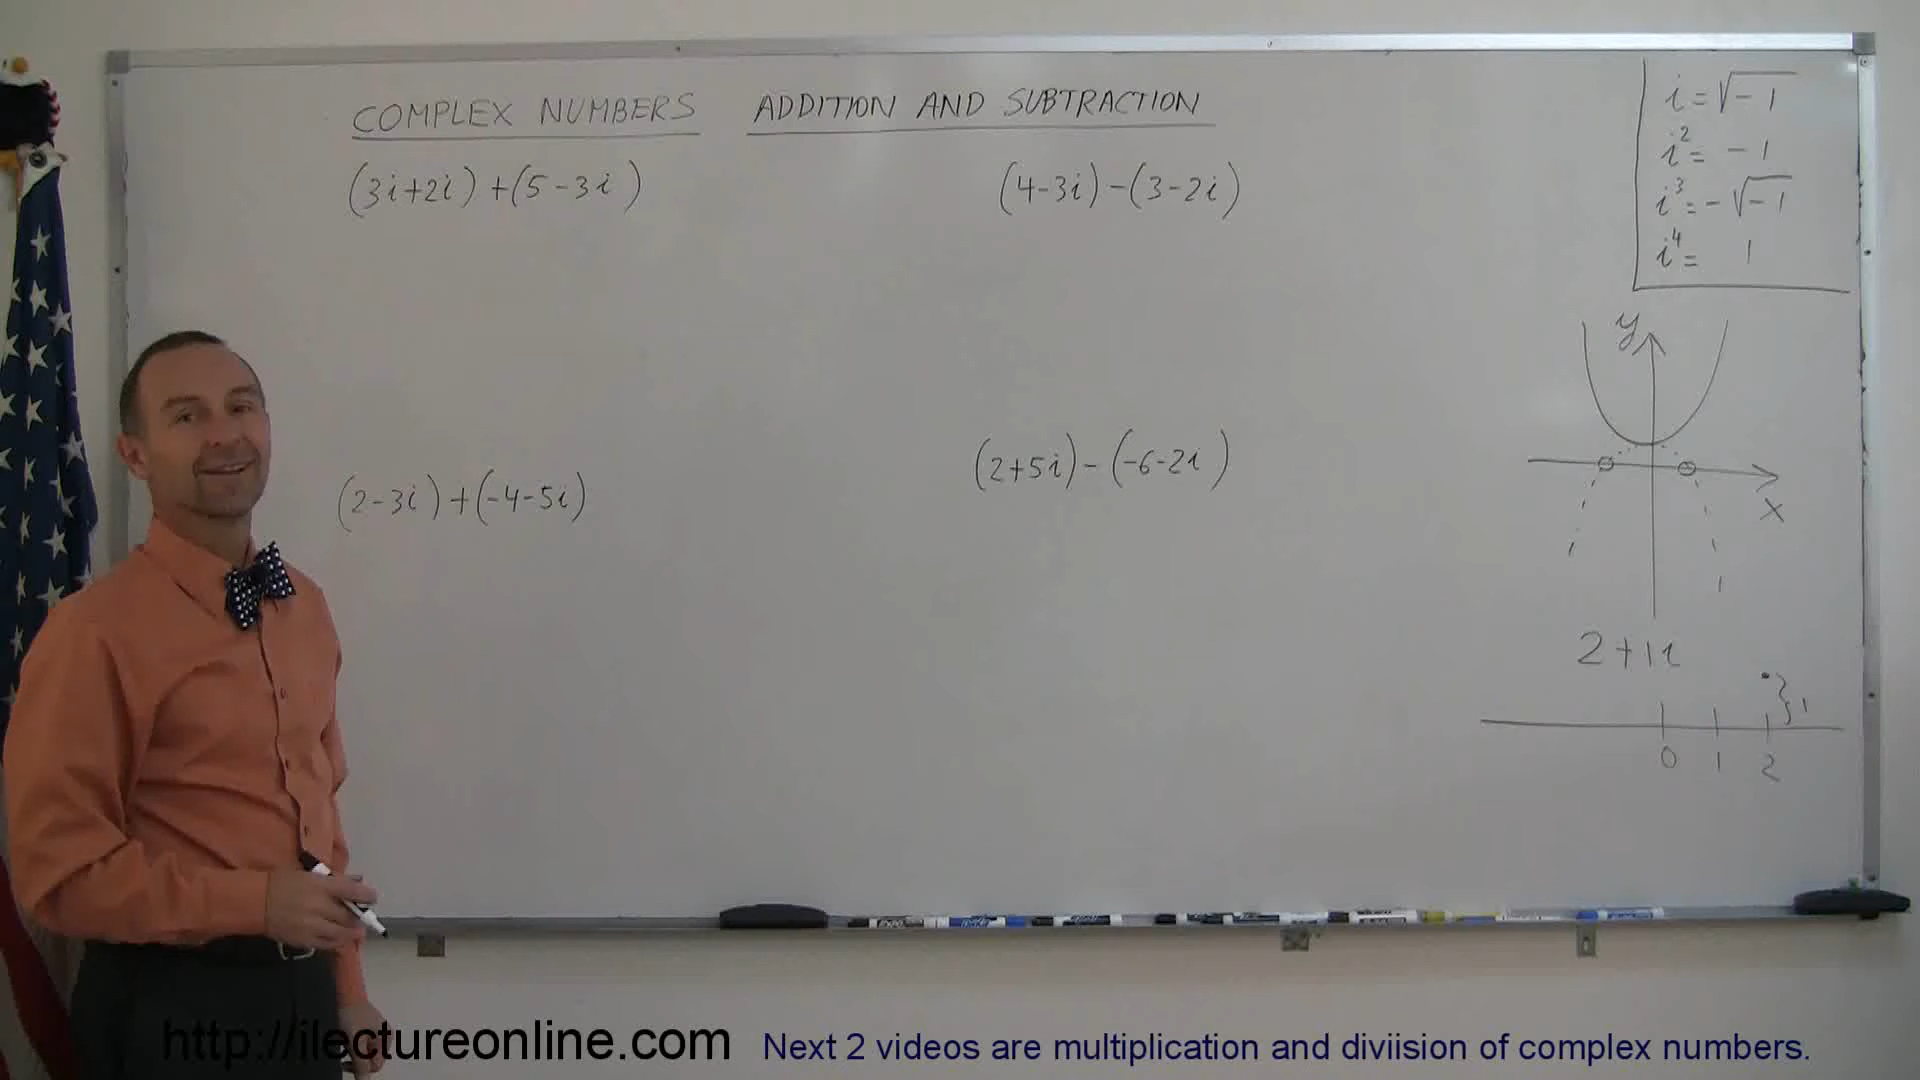 COMPLEX NUMBERS ADDITION AND SUBTRACTION
(3i+2i)+(5-3i)
(4-3i)-(3-2i)
(2-3i)+(-4-5i)
(2+5i)-(-6-2i)
i=√-1
i²=-1
i³=-√-1
i⁴= 1
y
x
2+1i
}1
0 1 2
http://ilectureonline.com
Next 2 videos are multiplication and diviision of complex numbers.